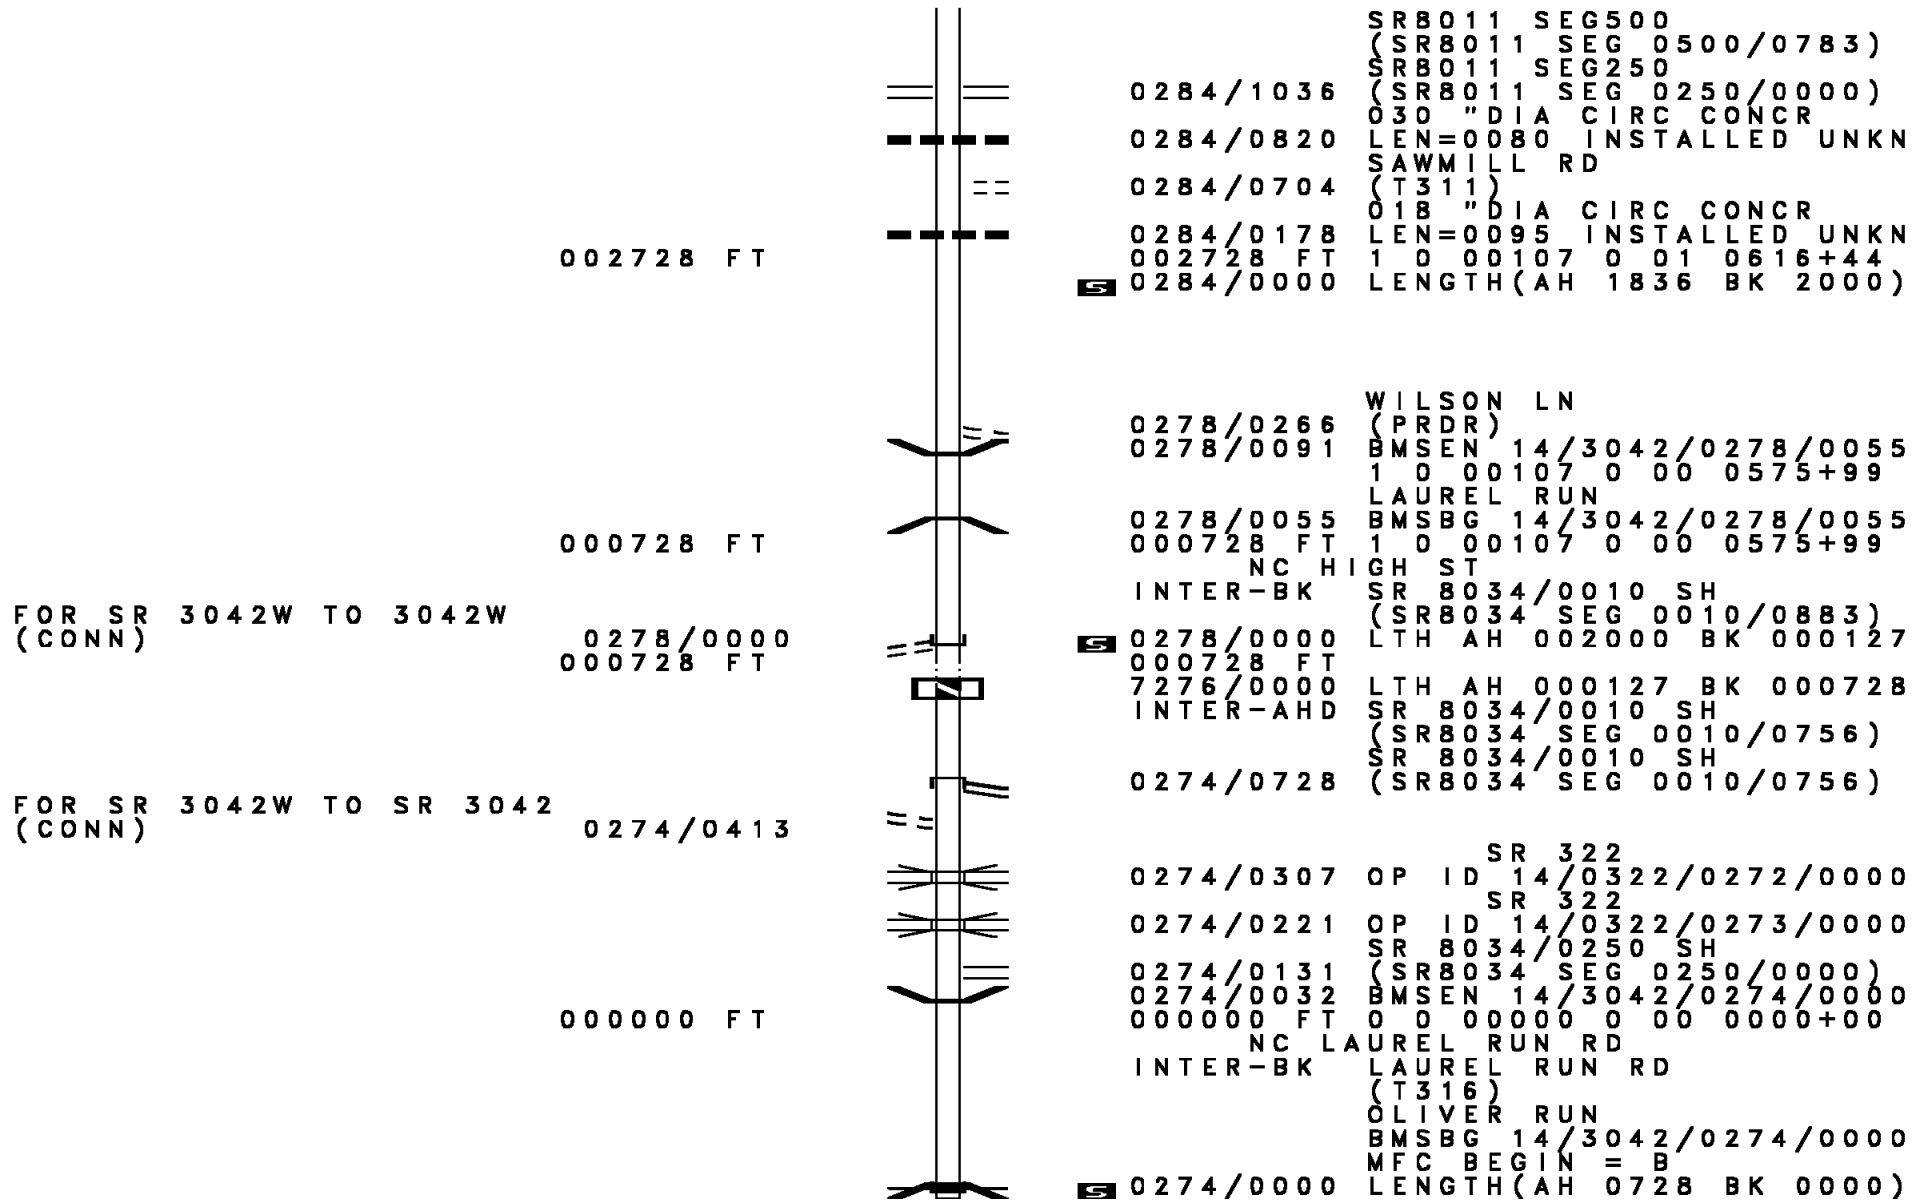 SR8011 SEG500
(SR8011 SEG 0500/0783)
SR8011 SEG250
0284/1036 (SR8011 SEG 0250/0000)
030 "DIA CIRC CONCR
0284/0820 LEN=0080 INSTALLED UNKN
SAWMILL RD
0284/0704 (T311)
018 "DIA CIRC CONCR
0284/0178 LEN=0095 INSTALLED UNKN
002728 FT 002728 FT 1 0 00107 0 01 0616+44
S 0284/0000 LENGTH(AH 1836 BK 2000)
WILSON LN
0278/0266 (PRDR)
0278/0091 BMSEN 14/3042/0278/0055
1 0 00107 0 00 0575+99
LAUREL RUN
0278/0055 BMSBG 14/3042/0278/0055
000728 FT 000728 FT 1 0 00107 0 00 0575+99
NC HIGH ST
INTER-BK SR 8034/0010 SH
FOR SR 3042W TO 3042W (SR8034 SEG 0010/0883)
(CONN) 0278/0000 S 0278/0000 LTH AH 002000 BK 000127
000728 FT 000728 FT
7276/0000 LTH AH 000127 BK 000728
INTER-AHD SR 8034/0010 SH
(SR8034 SEG 0010/0756)
SR 8034/0010 SH
0274/0728 (SR8034 SEG 0010/0756)
FOR SR 3042W TO SR 3042
(CONN) 0274/0413
SR 322
0274/0307 OP ID 14/0322/0272/0000
SR 322
0274/0221 OP ID 14/0322/0273/0000
SR 8034/0250 SH
0274/0131 (SR8034 SEG 0250/0000)
0274/0032 BMSEN 14/3042/0274/0000
000000 FT 000000 FT 0 0 00000 0 00 0000+00
NC LAUREL RUN RD
INTER-BK LAUREL RUN RD
(T316)
OLIVER RUN
BMSBG 14/3042/0274/0000
MFC BEGIN = B
S 0274/0000 LENGTH(AH 0728 BK 0000)